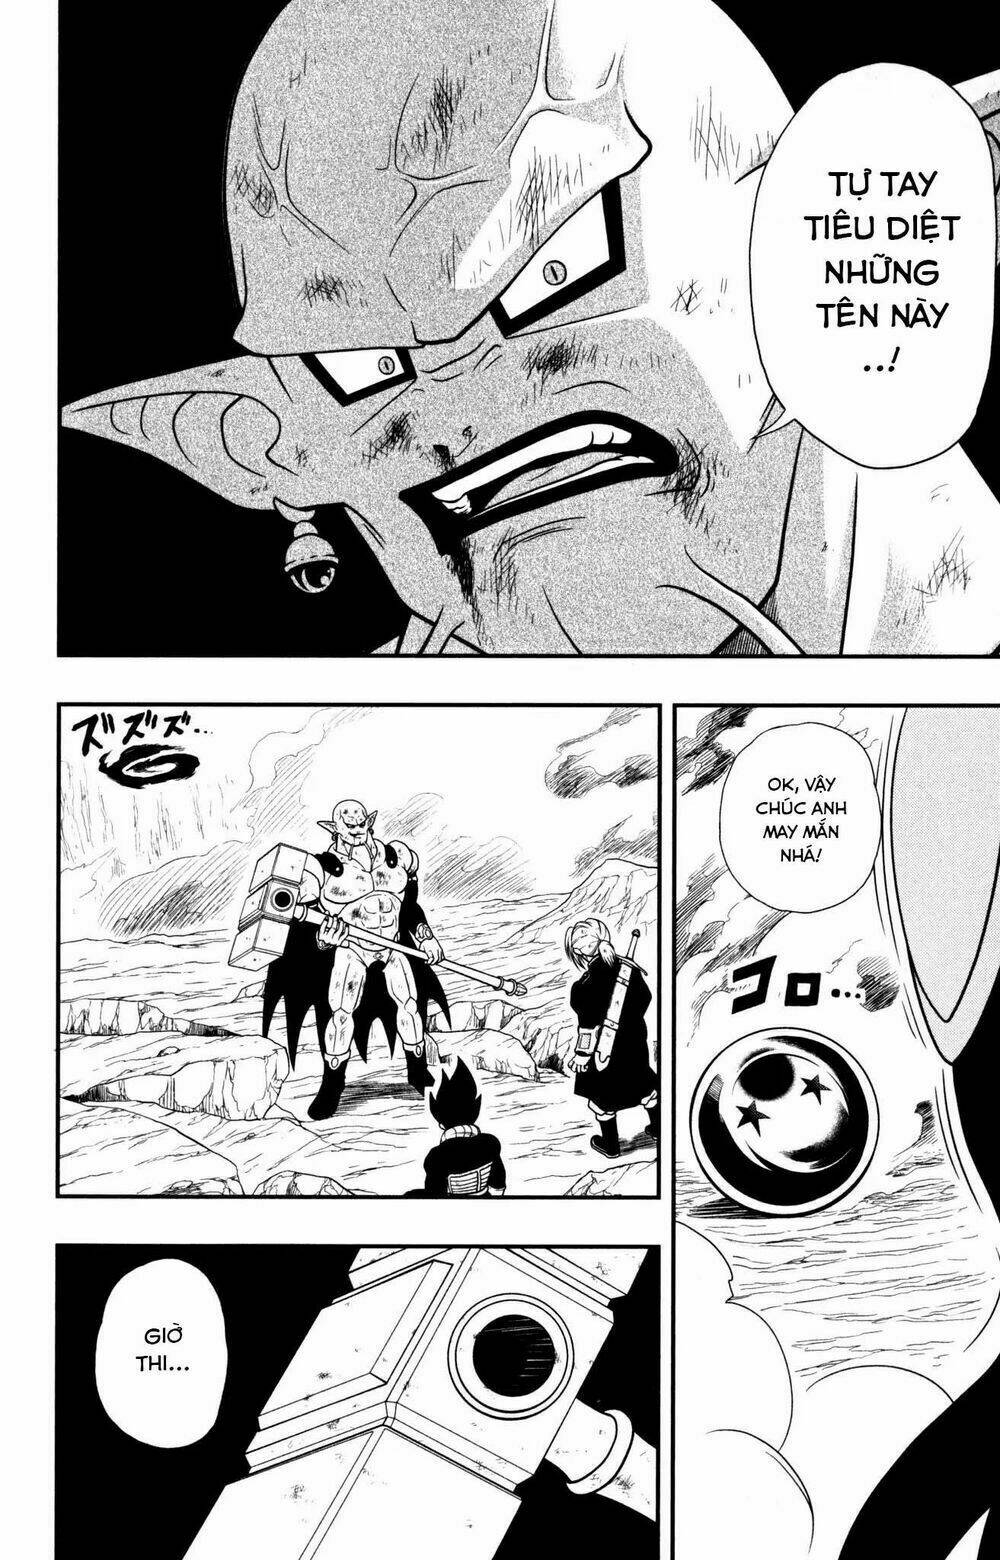 TỰ TAY
TIÊU DIỆT
NHỮNG
TÊN NÀY
..!
OK, VẬY
CHÚC ANH
MAY MẮN
NHÁ!
コロ...
ズズズ...
GIỜ
THI...